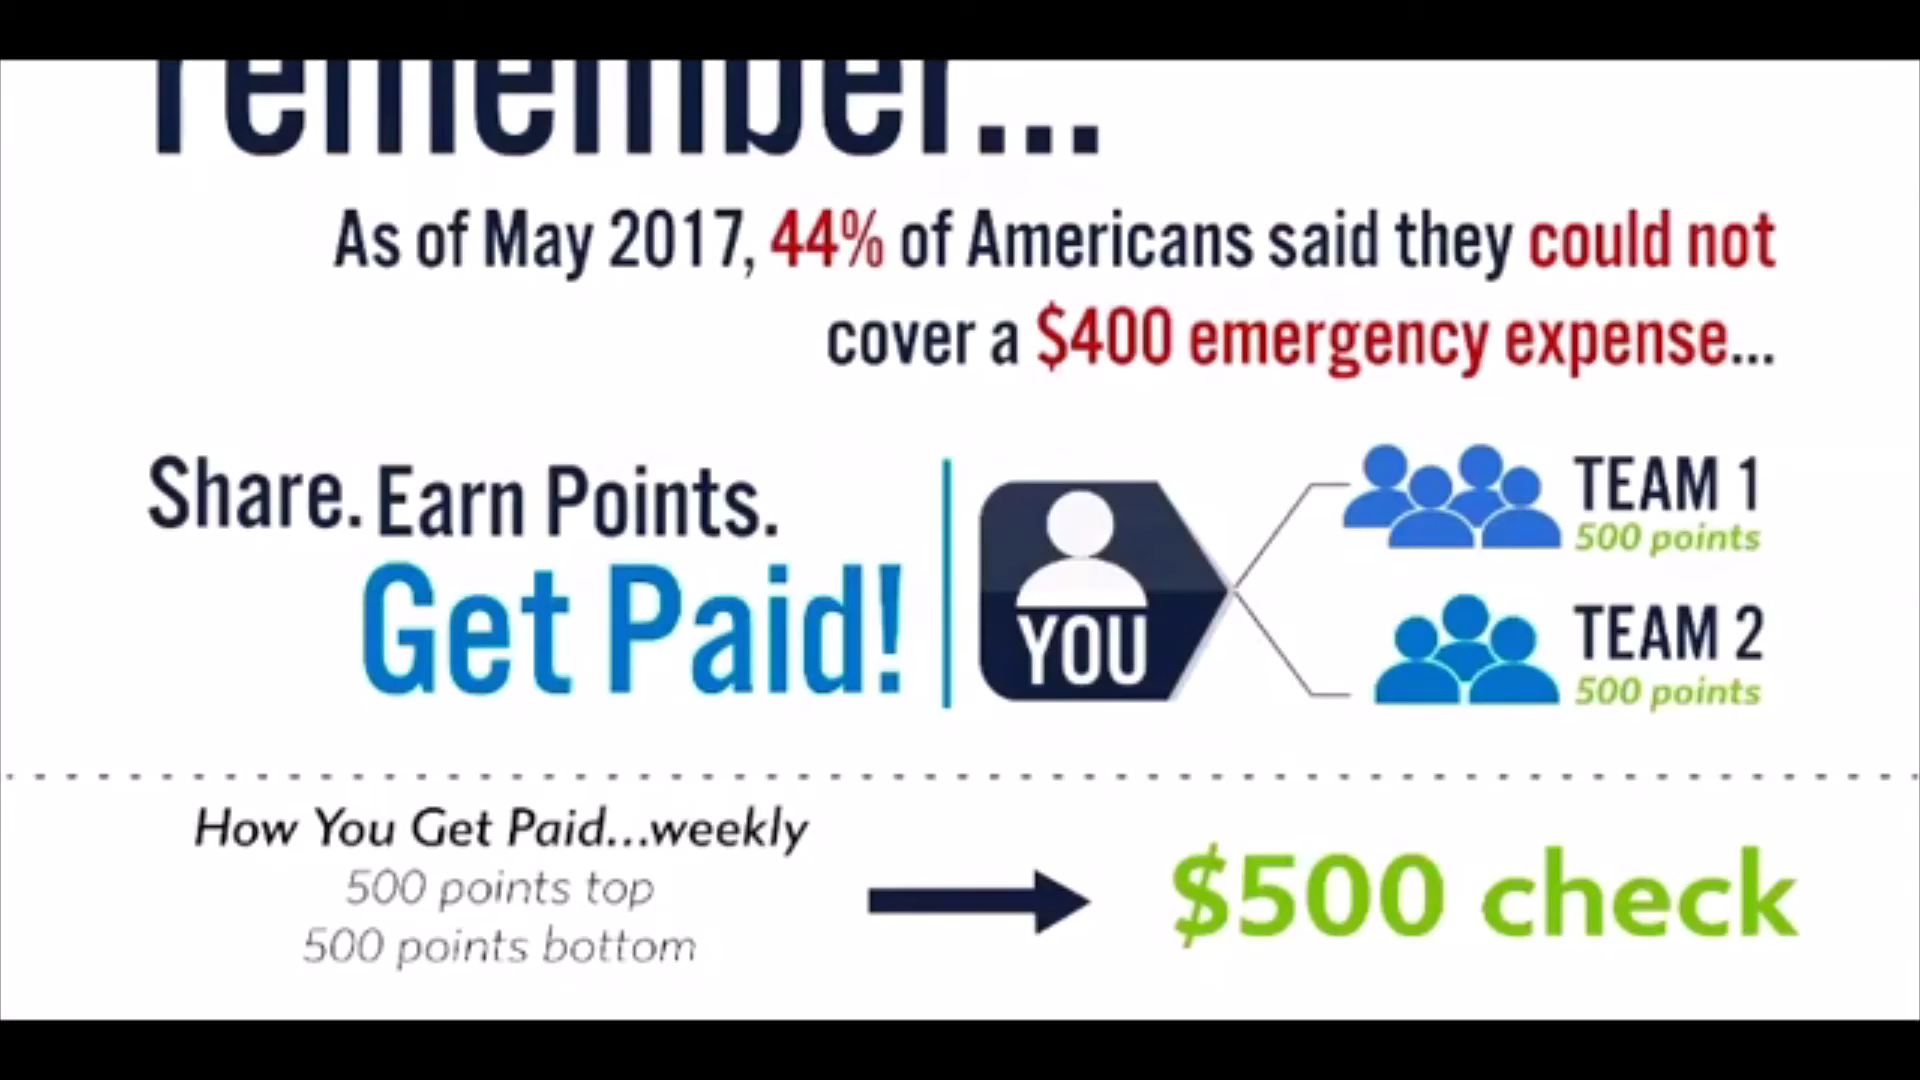 remember...
As of May 2017, 44% of Americans said they could not
cover a $400 emergency expense...
Share. Earn Points.
Get Paid!
YOU
TEAM 1
500 points
TEAM 2
500 points
How You Get Paid...weekly
500 points top
500 points bottom
$500 check